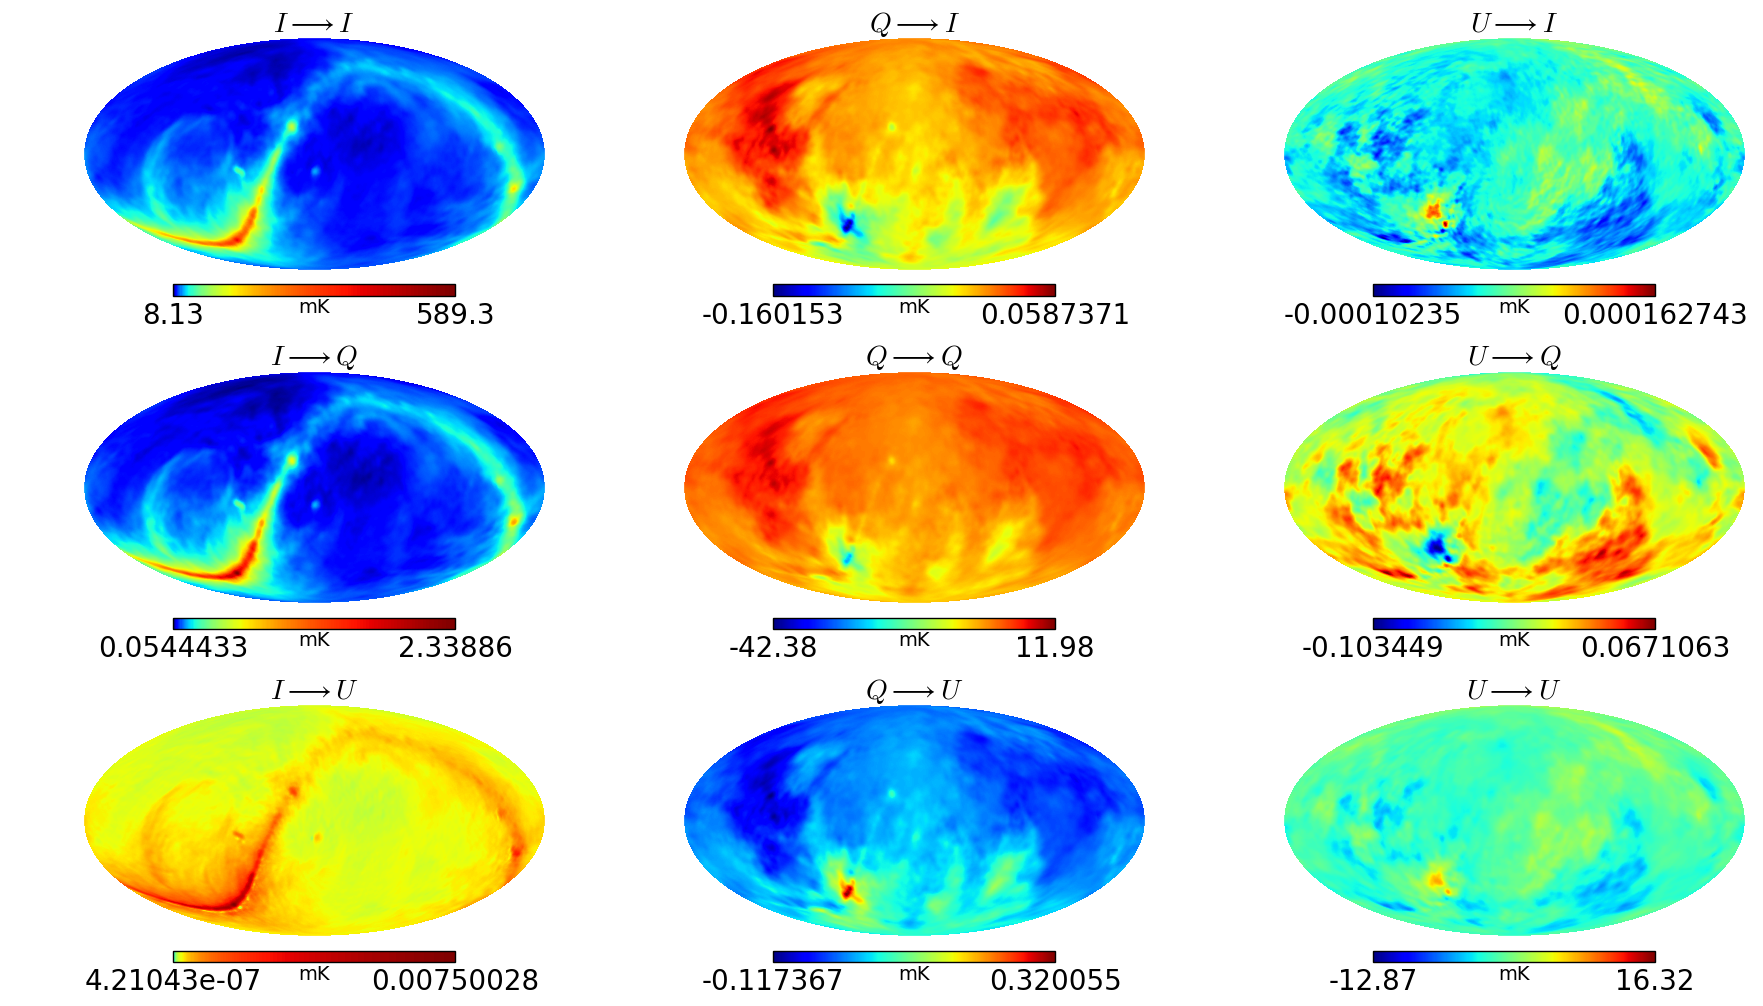 I ⟶ I
Q ⟶ I
U ⟶ I
8.13 mK 589.3
-0.160153 mK 0.0587371
-0.00010235 mK 0.000162743
I ⟶ Q
Q ⟶ Q
U ⟶ Q
0.0544433 mK 2.33886
-42.38 mK 11.98
-0.103449 mK 0.0671063
I ⟶ U
Q ⟶ U
U ⟶ U
4.21043e-07 mK 0.00750028
-0.117367 mK 0.320055
-12.87 mK 16.32